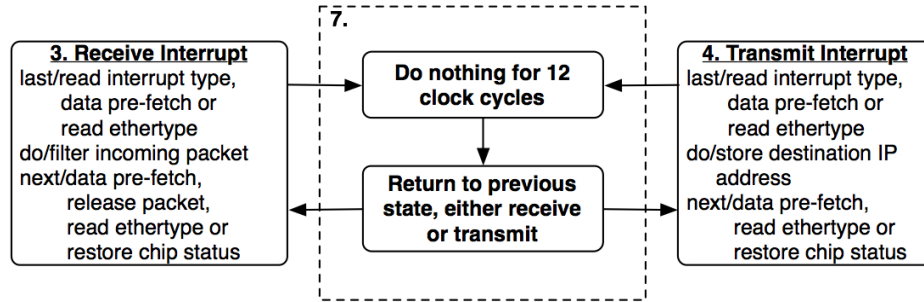 7.
3. Receive Interrupt
last/read interrupt type,
data pre-fetch or
read ethertype
do/filter incoming packet
next/data pre-fetch,
release packet,
read ethertype or
restore chip status
Do nothing for 12
clock cycles
Return to previous
state, either receive
or transmit
4. Transmit Interrupt
last/read interrupt type,
data pre-fetch or
read ethertype
do/store destination IP
address
next/data pre-fetch,
read ethertype or
restore chip status